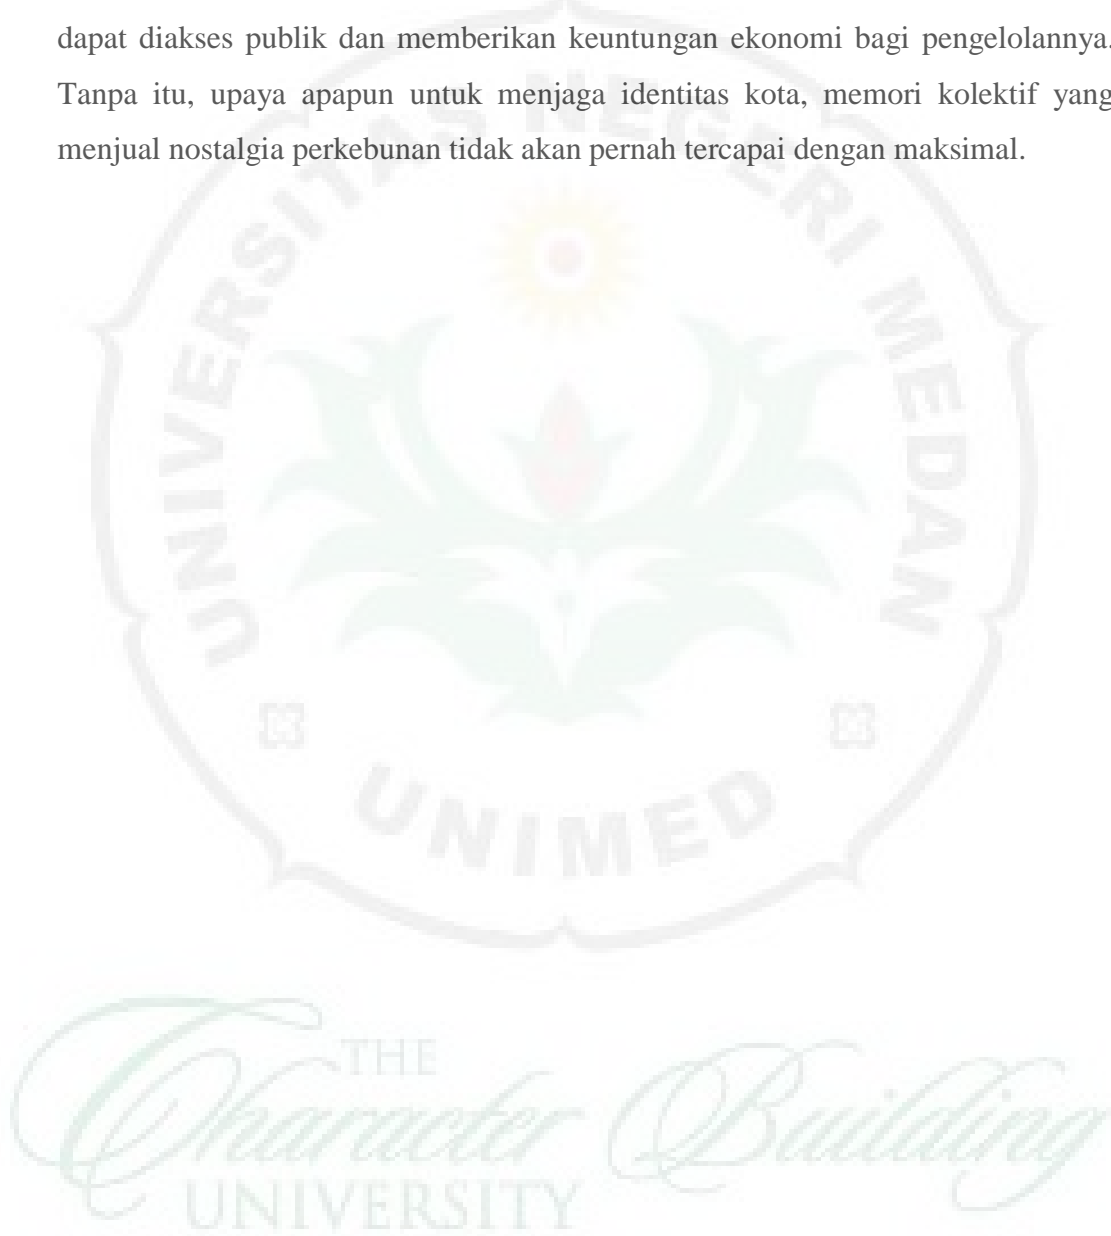 dapat diakses publik dan memberikan keuntungan ekonomi bagi pengelolannya.
Tanpa itu, upaya apapun untuk menjaga identitas kota, memori kolektif yang
menjual nostalgia perkebunan tidak akan pernah tercapai dengan maksimal.
UNIVERSITAS NEGERI MEDAN
UNIMED
THE
Character Building
UNIVERSITY